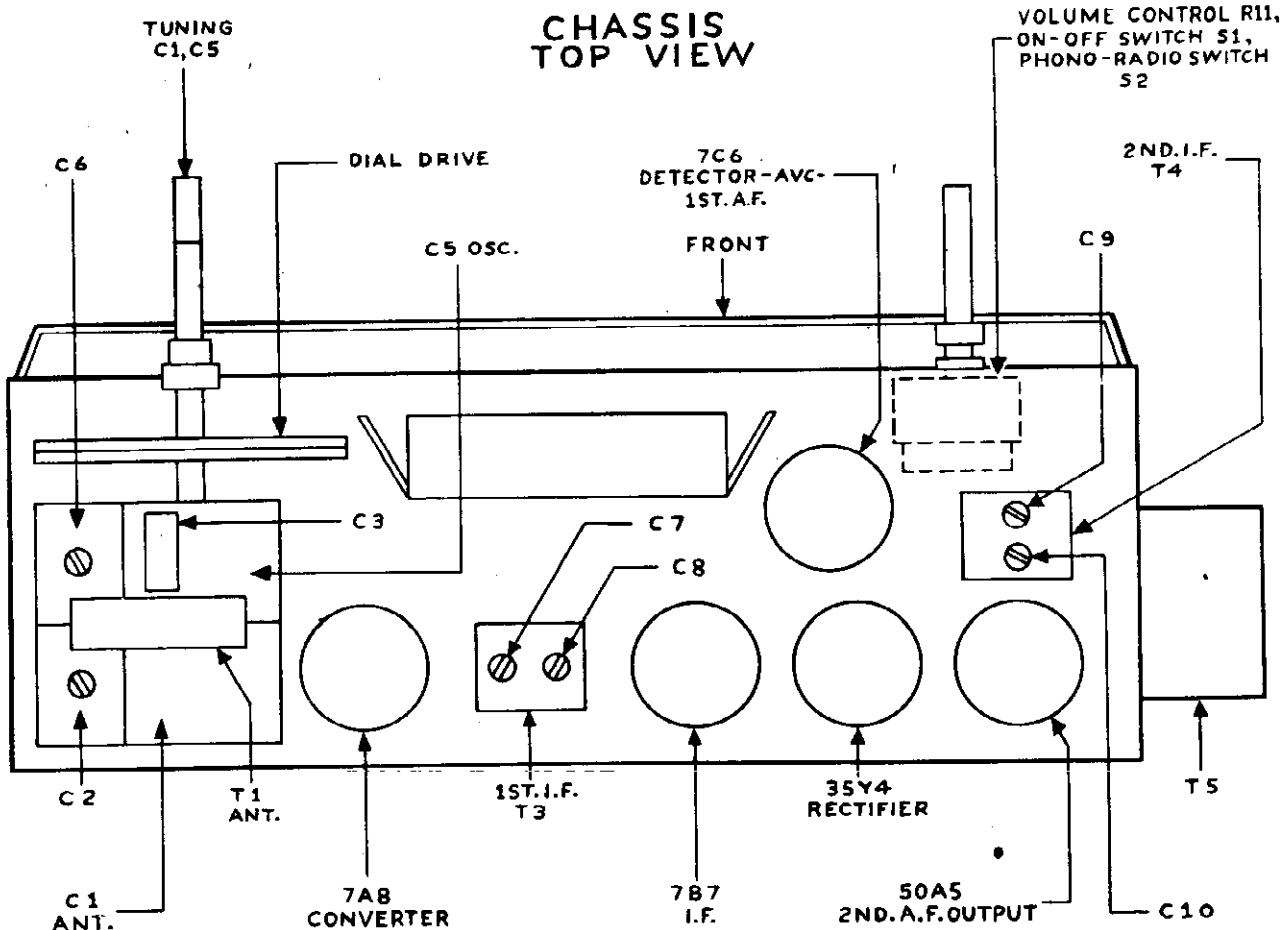 CHASSIS
TOP VIEW
TUNING
C1,C5
VOLUME CONTROL R11,
ON-OFF SWITCH S1,
PHONO-RADIO SWITCH
S2
C6
DIAL DRIVE
7C6
DETECTOR-AVC-
1ST.A.F.
2ND.I.F.
T4
C5 OSC.
FRONT
C9
C3
C7
C8
C2
T1
ANT.
1ST.I.F.
T3
35Y4
RECTIFIER
T5
C1
ANT.
7A8
CONVERTER
7B7
I.F.
50A5
2ND.A.F.OUTPUT
C10